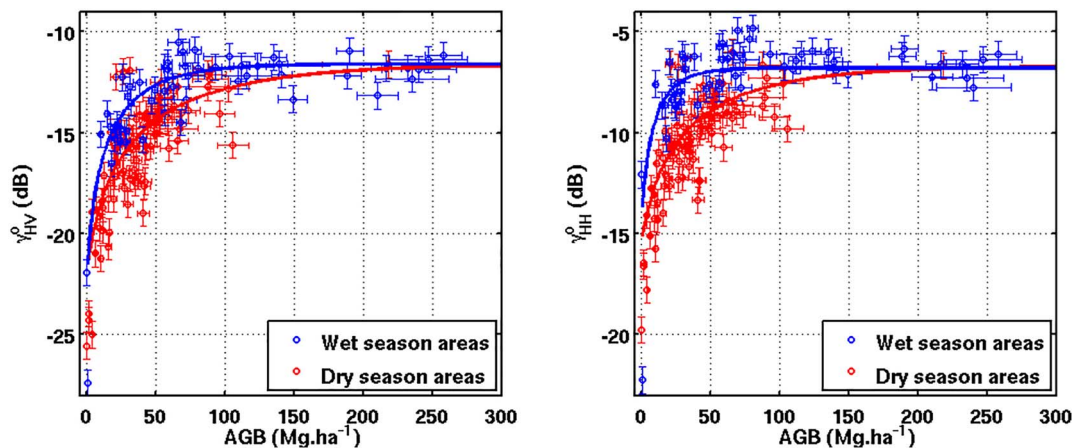 -10
-15
-20
-25
γ°HV (dB)
0 50 100 150 200 250 300
AGB (Mg.ha⁻¹)
Wet season areas
Dry season areas
-5
-10
-15
-20
γ°HH (dB)
0 50 100 150 200 250 300
AGB (Mg.ha⁻¹)
Wet season areas
Dry season areas